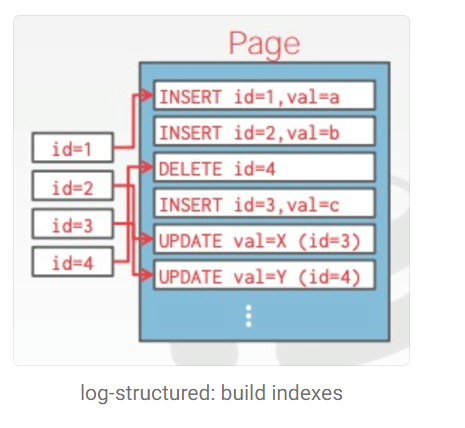 Page
INSERT id=1,val=a
INSERT id=2,val=b
DELETE id=4
INSERT id=3,val=c
UPDATE val=X (id=3)
UPDATE val=Y (id=4)
id=1
id=2
id=3
id=4
log-structured: build indexes